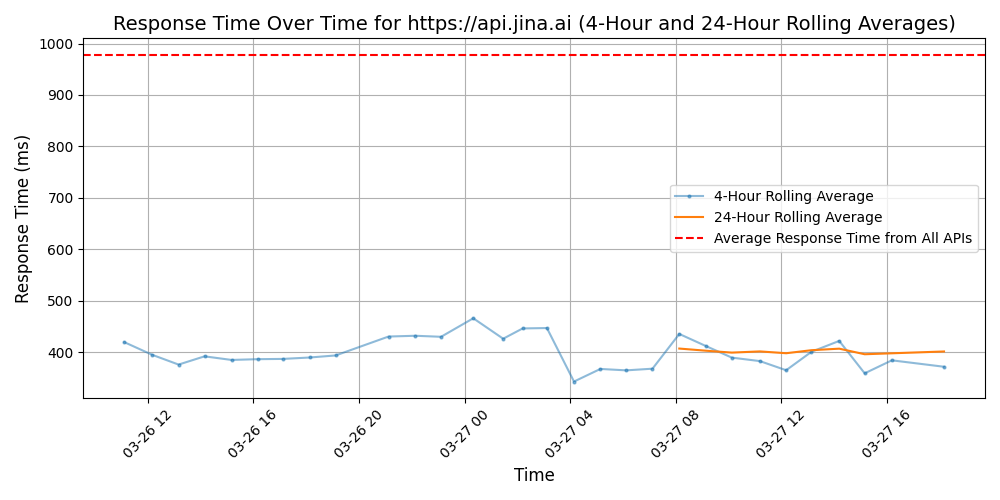 Response Time Over Time for https://api.jina.ai (4-Hour and 24-Hour Rolling Averages)
Response Time (ms)
1000
900
800
700
600
500
400
4-Hour Rolling Average
24-Hour Rolling Average
Average Response Time from All APIs
03-26 12
03-26 16
03-26 20
03-27 00
03-27 04
03-27 08
03-27 12
03-27 16
Time